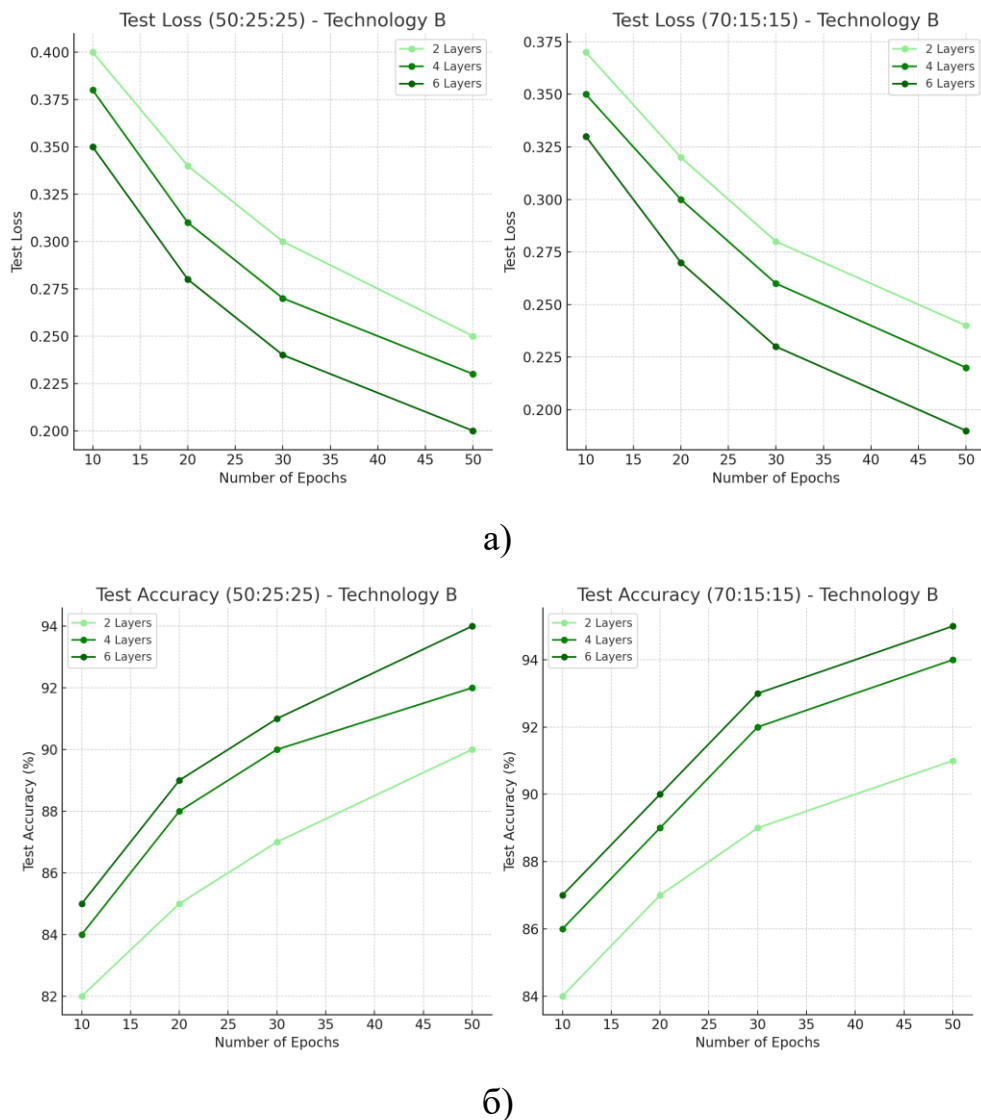 Test Loss (50:25:25) - Technology B
2 Layers
4 Layers
6 Layers
0.400
0.375
0.350
0.325
0.300
0.275
0.250
0.225
0.200
Test Loss
10 15 20 25 30 35 40 45 50
Number of Epochs
Test Loss (70:15:15) - Technology B
2 Layers
4 Layers
6 Layers
0.375
0.350
0.325
0.300
0.275
0.250
0.225
0.200
Test Loss
10 15 20 25 30 35 40 45 50
Number of Epochs
а)
Test Accuracy (50:25:25) - Technology B
2 Layers
4 Layers
6 Layers
94
92
90
88
86
84
82
Test Accuracy (%)
10 15 20 25 30 35 40 45 50
Number of Epochs
Test Accuracy (70:15:15) - Technology B
2 Layers
4 Layers
6 Layers
94
92
90
88
86
84
Test Accuracy (%)
10 15 20 25 30 35 40 45 50
Number of Epochs
б)